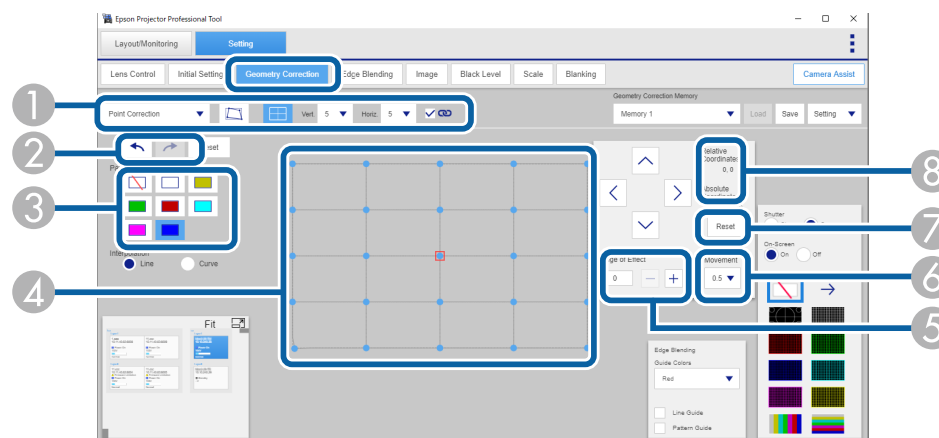 Epson Projector Professional Tool
Layout/Monitoring Setting
Lens Control Initial Setting Geometry Correction Edge Blending Image Black Level Scale Blanking Camera Assist
Geometry Correction Memory
1
Point Correction Vert. 5 Horiz. 5 Memory 1 Load Save Setting
2
3
Interpolation
Line Curve
4
Fit
Relative
Coordinates
0, 0
Absolute
8
Reset
7
Shutter
On-Screen
On Off
of Effect
0
Movement
0.5
6
5
Edge Blending
Guide Colors
Red
Line Guide
Pattern Guide